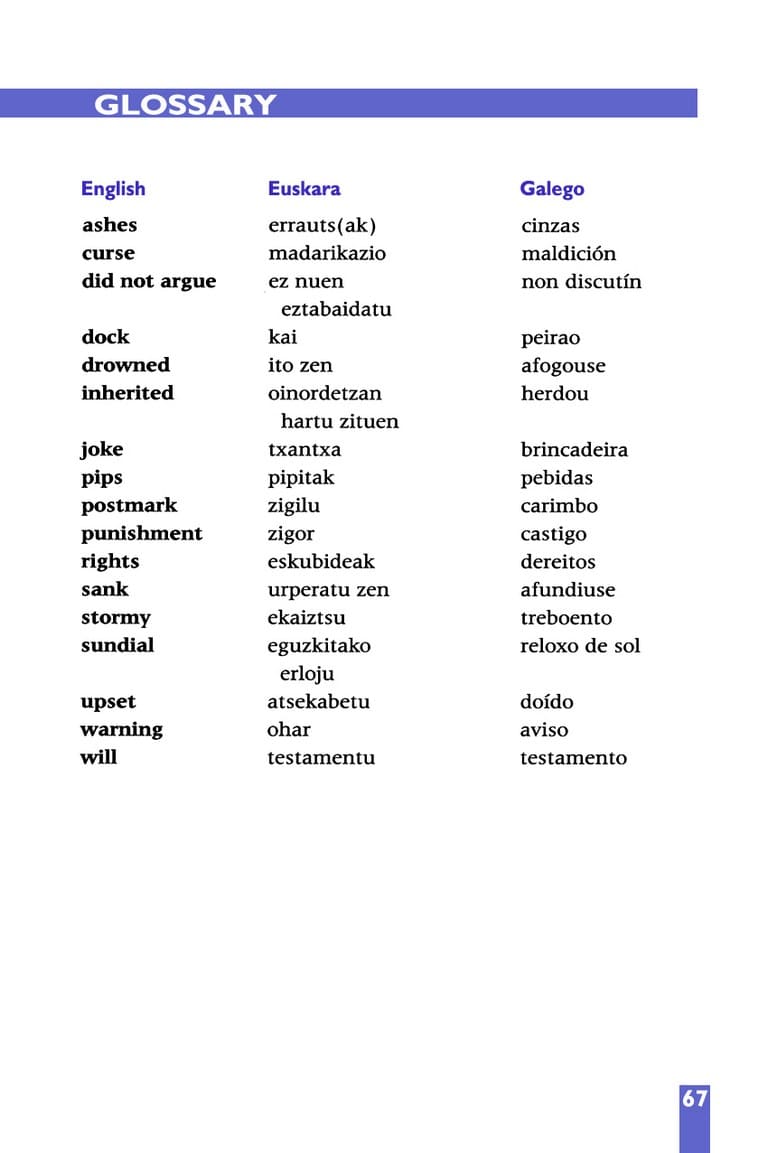 GLOSSARY
English Euskara Galego
ashes errauts(ak) cinzas
curse madarikazio maldición
did not argue ez nuen non discutín
eztabaidatu
dock kai peirao
drowned ito zen afogouse
inherited oinordetzan herdou
hartu zituen
joke txantxa brincadeira
pips pipitak pebidas
postmark zigilu carimbo
punishment zigor castigo
rights eskubideak dereitos
sank urperatu zen afundiuse
stormy ekaiztsu treboento
sundial eguzkitako reloxo de sol
erloju
upset atsekabetu doído
warning ohar aviso
will testamentu testamento
67